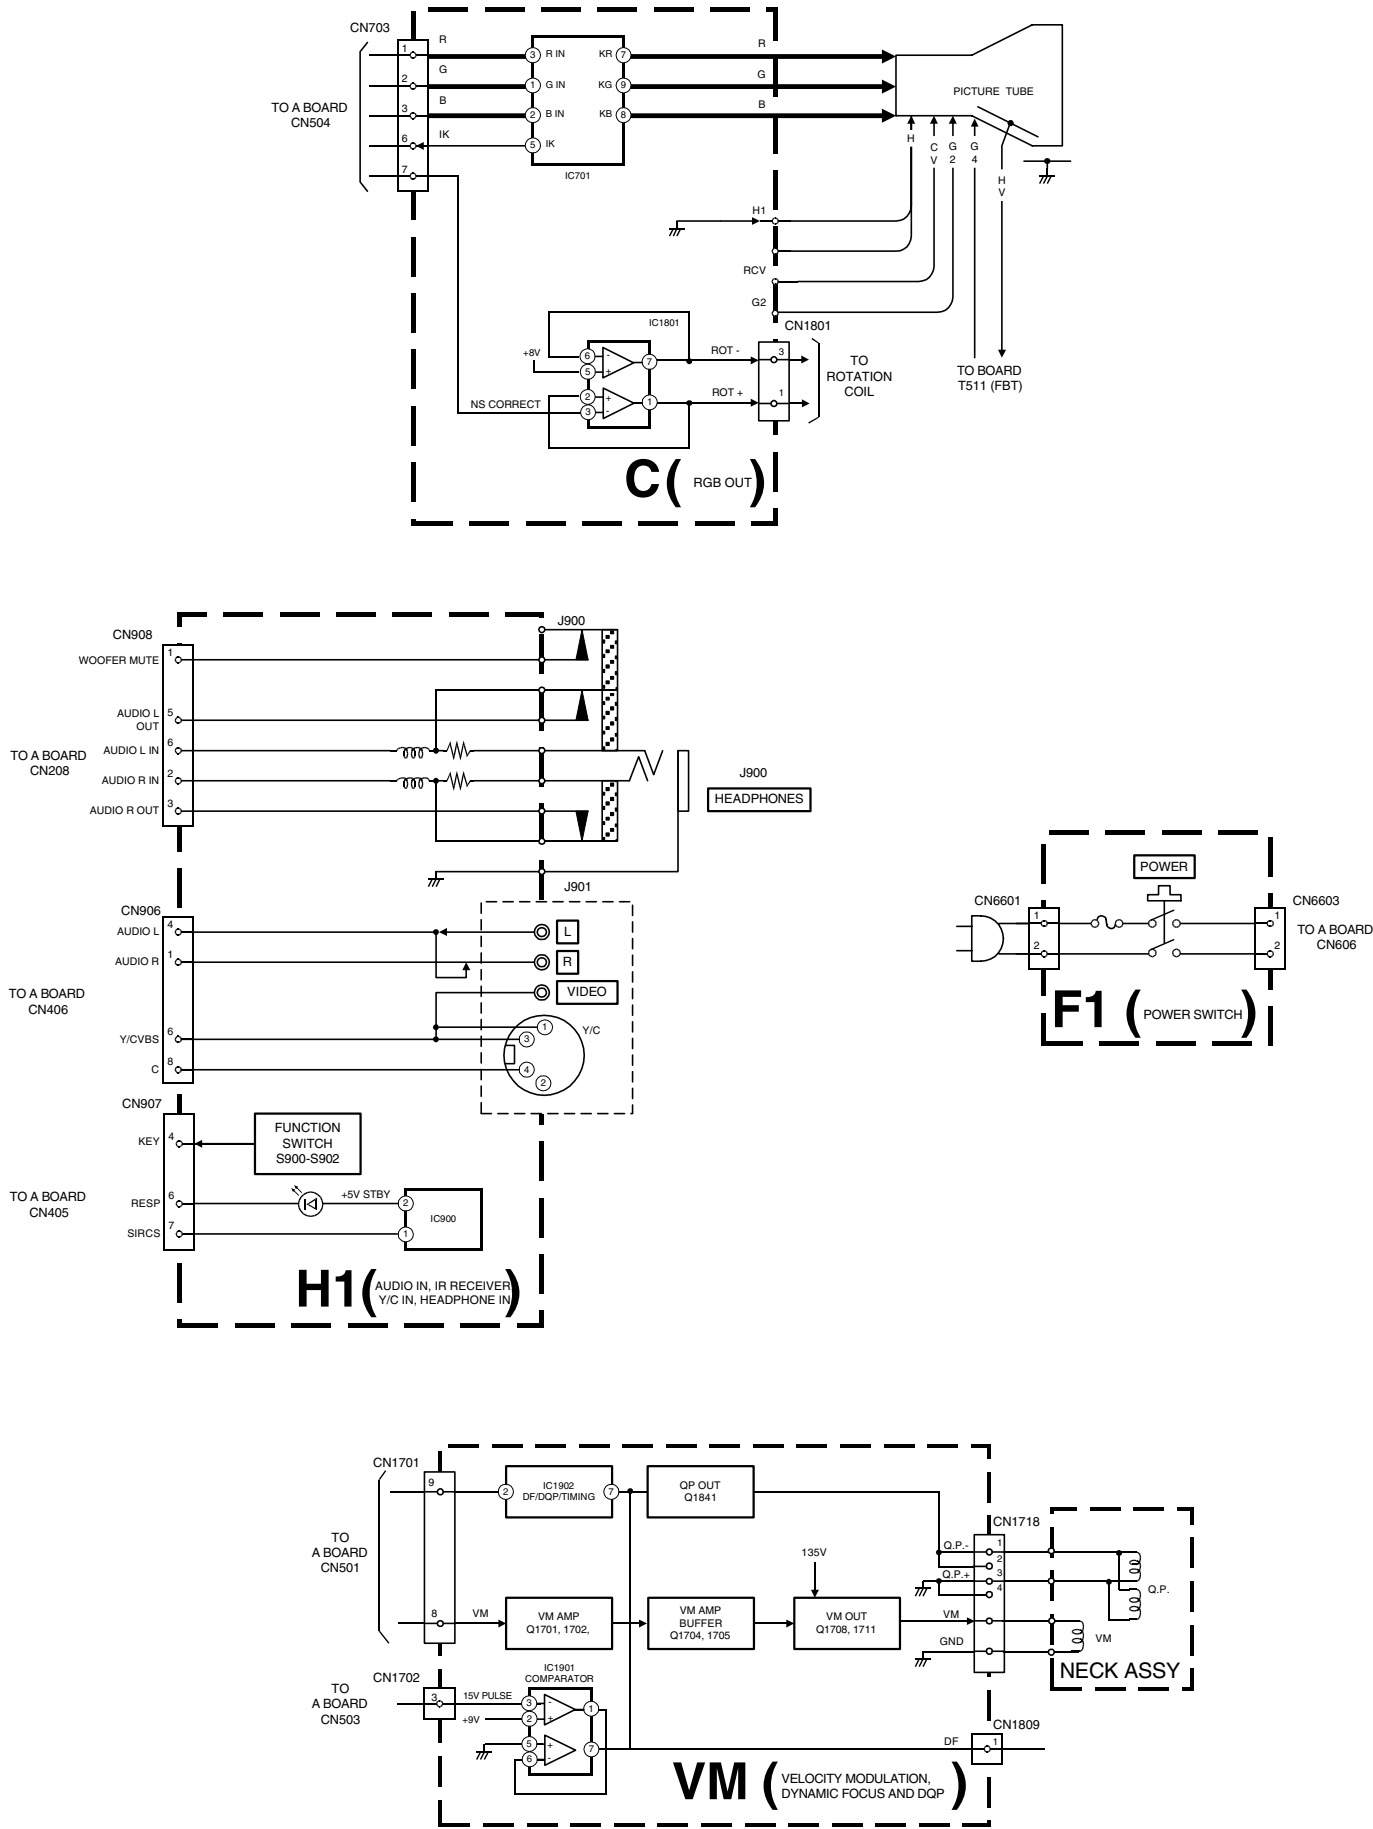 CN703
1
2
3
6
7
R
G
B
IK
TO A BOARD
CN504
3 R IN
1 G IN
2 B IN
5 IK
KR 7
KG 9
KB 8
IC701
R
G
B
PICTURE TUBE
H
C V
G 2
G 4
H V
H1
RCV
G2
IC1801
+8V
6 -
5 +
7
2 +
3 -
1
NS CORRECT
ROT -
ROT +
CN1801
3
1
TO
ROTATION
COIL
TO BOARD
T511 (FBT)
C ( RGB OUT )
CN908
WOOFER MUTE 1
AUDIO L
OUT
5
AUDIO L IN 6
AUDIO R IN 2
AUDIO R OUT 3
TO A BOARD
CN208
J900
J900
HEADPHONES
CN906
AUDIO L 4
AUDIO R 1
TO A BOARD
CN406
Y/CVBS 6
C 8
J901
L
R
VIDEO
Y/C
1
3
4
2
CN907
KEY 4
FUNCTION
SWITCH
S900-S902
TO A BOARD
CN405
RESP 6
SIRCS 7
+5V STBY
2
1
IC900
H1 ( AUDIO IN, IR RECEIVER,
Y/C IN, HEADPHONE IN )
POWER
CN6601
1
2
CN6603
1
2
TO A BOARD
CN606
F1 ( POWER SWITCH )
CN1701
9
8
TO
A BOARD
CN501
2
IC1902
DF/DQP/TIMING
7
QP OUT
Q1841
135V
VM
VM AMP
Q1701, 1702,
VM AMP
BUFFER
Q1704, 1705
VM OUT
Q1708, 1711
CN1718
Q.P.- 1
2
Q.P.+ 3
4
VM
GND
Q.P.
VM
NECK ASSY
CN1702
3
TO
A BOARD
CN503
15V PULSE
+9V
IC1901
COMPARATOR
3 -
2 +
1
5 +
6 -
7
DF
CN1809
1
VM ( VELOCITY MODULATION,
DYNAMIC FOCUS AND DQP )